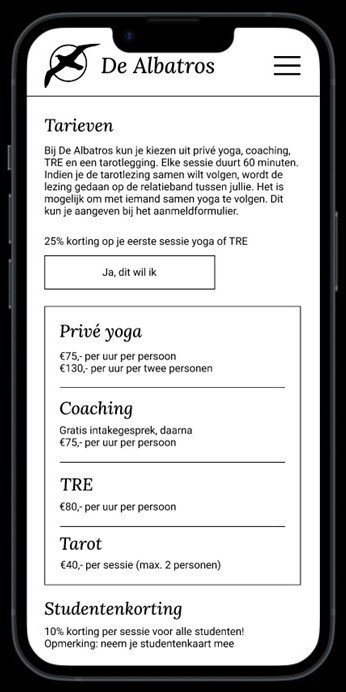 De Albatros
Tarieven
Bij De Albatros kun je kiezen uit privé yoga, coaching,
TRE en een tarotlegging. Elke sessie duurt 60 minuten.
Indien je de tarotlezing samen wilt volgen, wordt de
lezing gedaan op de relatieband tussen jullie. Het is
mogelijk om met iemand samen yoga te volgen. Dit
kun je aangeven bij het aanmeldformulier.
25% korting op je eerste sessie yoga of TRE
Ja, dit wil ik
Privé yoga
€75,- per uur per persoon
€130,- per uur per twee personen
Coaching
Gratis intakegesprek, daarna
€75,- per uur per persoon
TRE
€80,- per uur per persoon
Tarot
€40,- per sessie (max. 2 personen)
Studentenkorting
10% korting per sessie voor alle studenten!
Opmerking: neem je studentenkaart mee